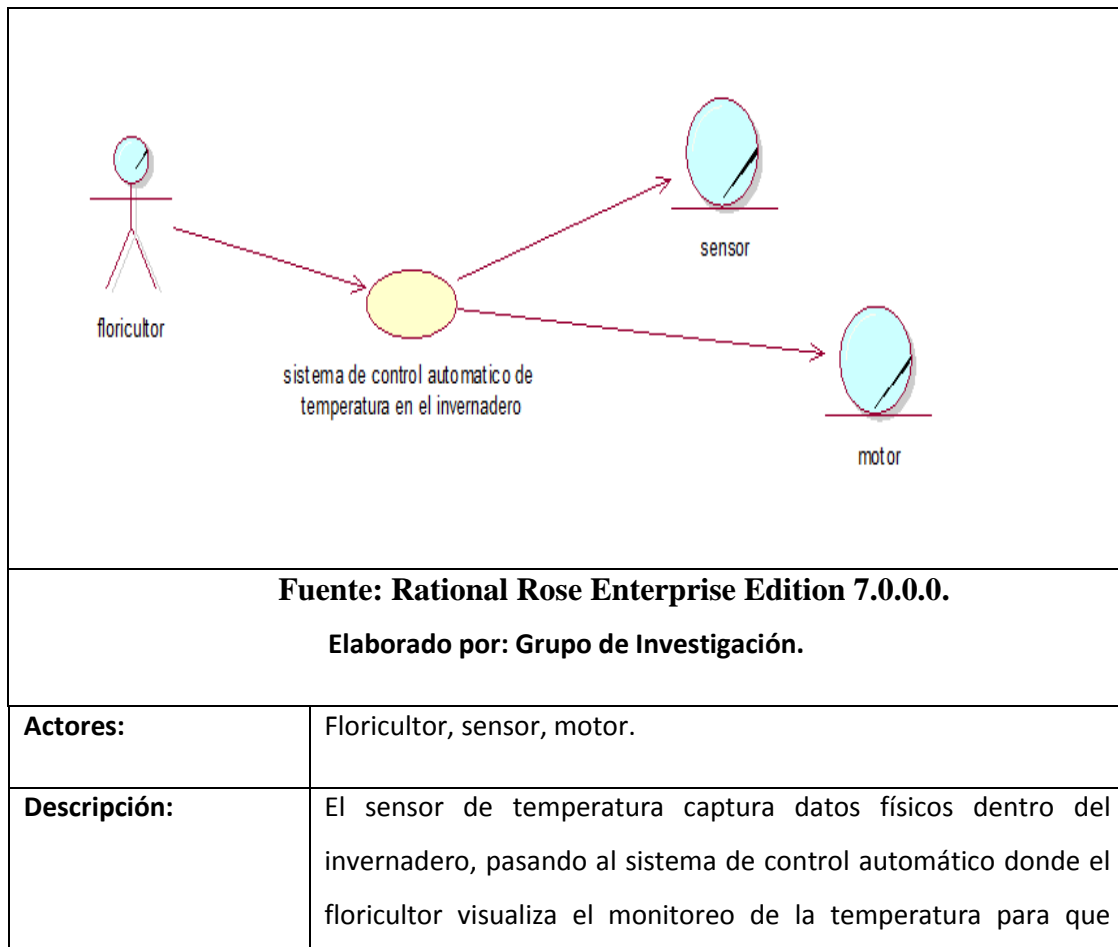 sensor
floricultor
sistema de control automatico de
temperatura en el invernadero
motor
Fuente: Rational Rose Enterprise Edition 7.0.0.0.
Elaborado por: Grupo de Investigación.
Actores:
Floricultor, sensor, motor.
Descripción:
El sensor de temperatura captura datos físicos dentro del
invernadero, pasando al sistema de control automático donde el
floricultor visualiza el monitoreo de la temperatura para que